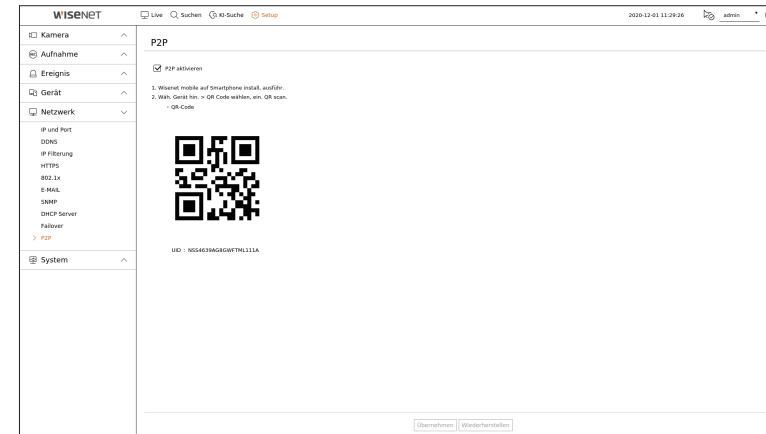 WISENET
Live Suchen KI-Suche Setup 2020-12-01 11:29:26 admin
Kamera
Aufnahme
Ereignis
Gerät
Netzwerk
IP und Port
DDNS
IP Filterung
HTTPS
802.1x
E-MAIL
SNMP
DHCP Server
Failover
> P2P
System
P2P
P2P aktivieren
1. Wisenet mobile auf Smartphone install. ausführ.
2. Wäh. Gerät hin. > QR Code wählen, ein. QR scan.
- QR-Code
UID : NSS4639AG8GWFTML111A
Übernehmen Wiederherstellen